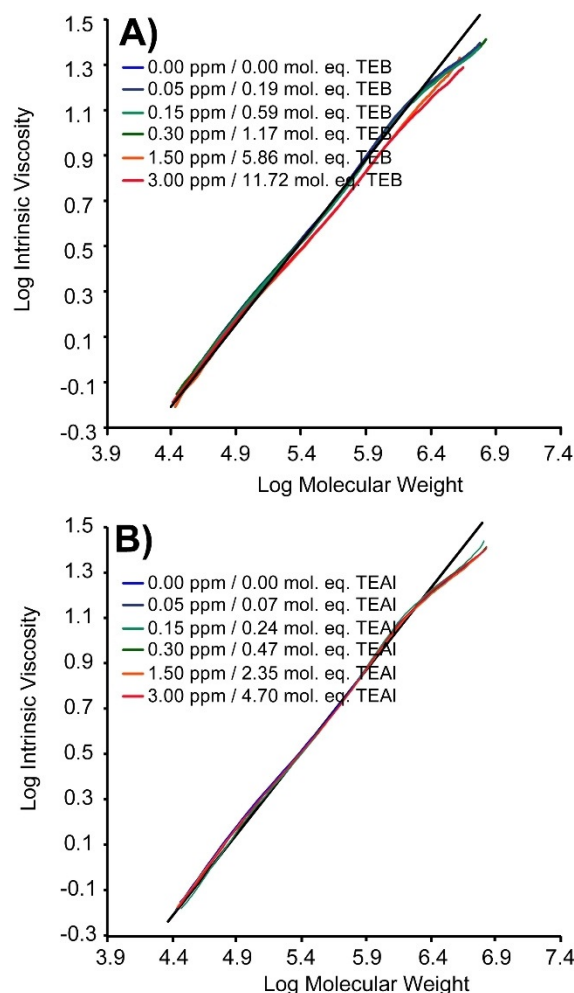 A)
1.5
1.3
1.1
0.9
0.7
0.5
0.3
0.1
-0.1
-0.3
Log Intrinsic Viscosity
0.00 ppm / 0.00 mol. eq. TEB
0.05 ppm / 0.19 mol. eq. TEB
0.15 ppm / 0.59 mol. eq. TEB
0.30 ppm / 1.17 mol. eq. TEB
1.50 ppm / 5.86 mol. eq. TEB
3.00 ppm / 11.72 mol. eq. TEB
3.9 4.4 4.9 5.4 5.9 6.4 6.9 7.4
Log Molecular Weight
B)
1.5
1.3
1.1
0.9
0.7
0.5
0.3
0.1
-0.1
-0.3
Log Intrinsic Viscosity
0.00 ppm / 0.00 mol. eq. TEAl
0.05 ppm / 0.07 mol. eq. TEAl
0.15 ppm / 0.24 mol. eq. TEAl
0.30 ppm / 0.47 mol. eq. TEAl
1.50 ppm / 2.35 mol. eq. TEAl
3.00 ppm / 4.70 mol. eq. TEAl
3.9 4.4 4.9 5.4 5.9 6.4 6.9 7.4
Log Molecular Weight